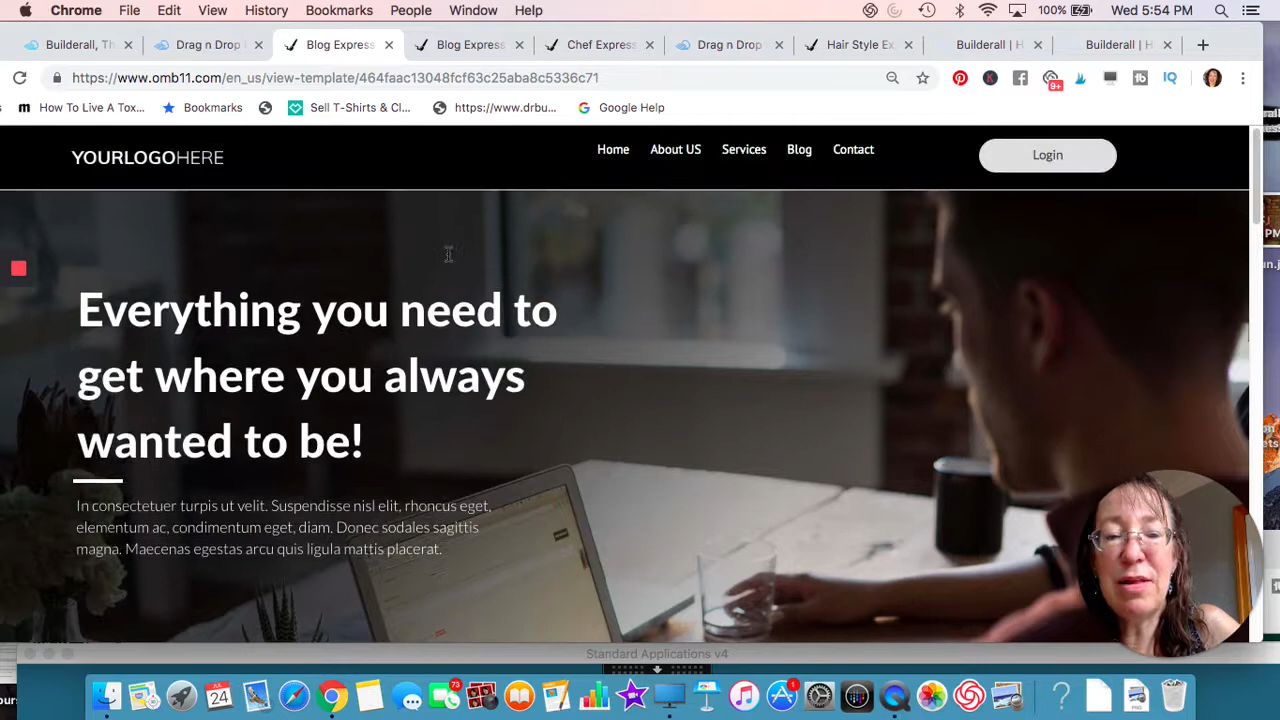 Chrome File Edit View History Bookmarks People Window Help 100% Wed 5:54 PM
Builderall, Th Drag n Drop Blog Express Blog Express Chef Express Drag n Drop Hair Style Ex Builderall | H Builderall | H
https://www.omb11.com/en_us/view-template/464faac13048fcf63c25aba8c5336c71
9+
IQ
How To Live A Tox... Bookmarks Sell T-Shirts & Cl... https://www.drbu... Google Help
YOURLOGOHERE Home About US Services Blog Contact Login
Everything you need to
get where you always
wanted to be!
In consectetuer turpis ut velit. Suspendisse nisl elit, rhoncus eget,
elementum ac, condimentum eget, diam. Donec sodales sagittis
magna. Maecenas egestas arcu quis ligula mattis placerat.
Standard Applications v4
24
73
1